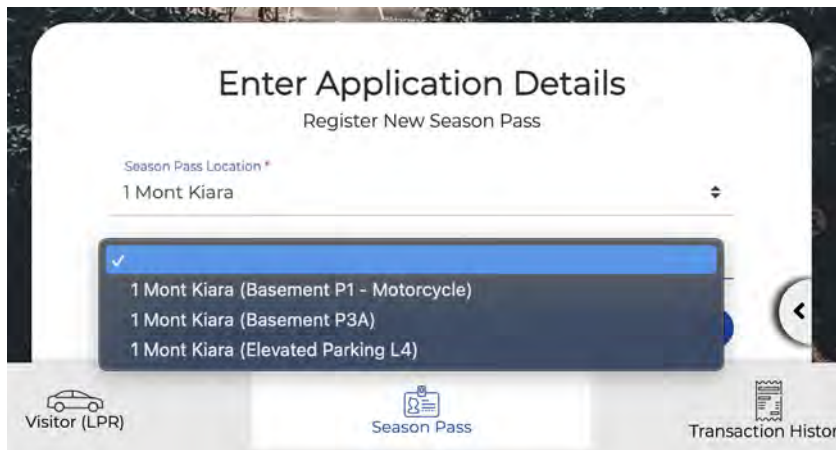 Enter Application Details
Register New Season Pass
Season Pass Location *
1 Mont Kiara
1 Mont Kiara (Basement P1 - Motorcycle)
1 Mont Kiara (Basement P3A)
1 Mont Kiara (Elevated Parking L4)
Visitor (LPR)
Season Pass
Transaction Histor